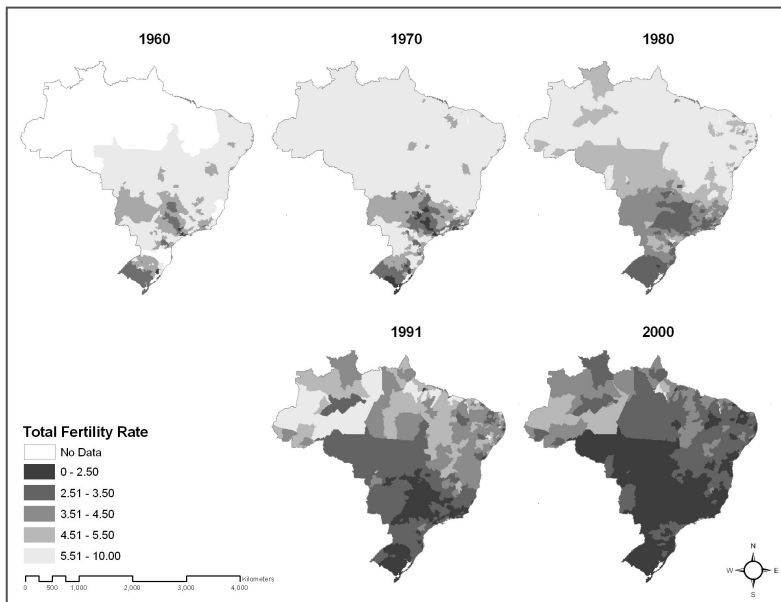 1960
1970
1980
1991
2000
Total Fertility Rate
No Data
0 - 2.50
2.51 - 3.50
3.51 - 4.50
4.51 - 5.50
5.51 - 10.00
Kilometers
0 250 500 1,000 2,000 3,000 4,000
N
W E
S